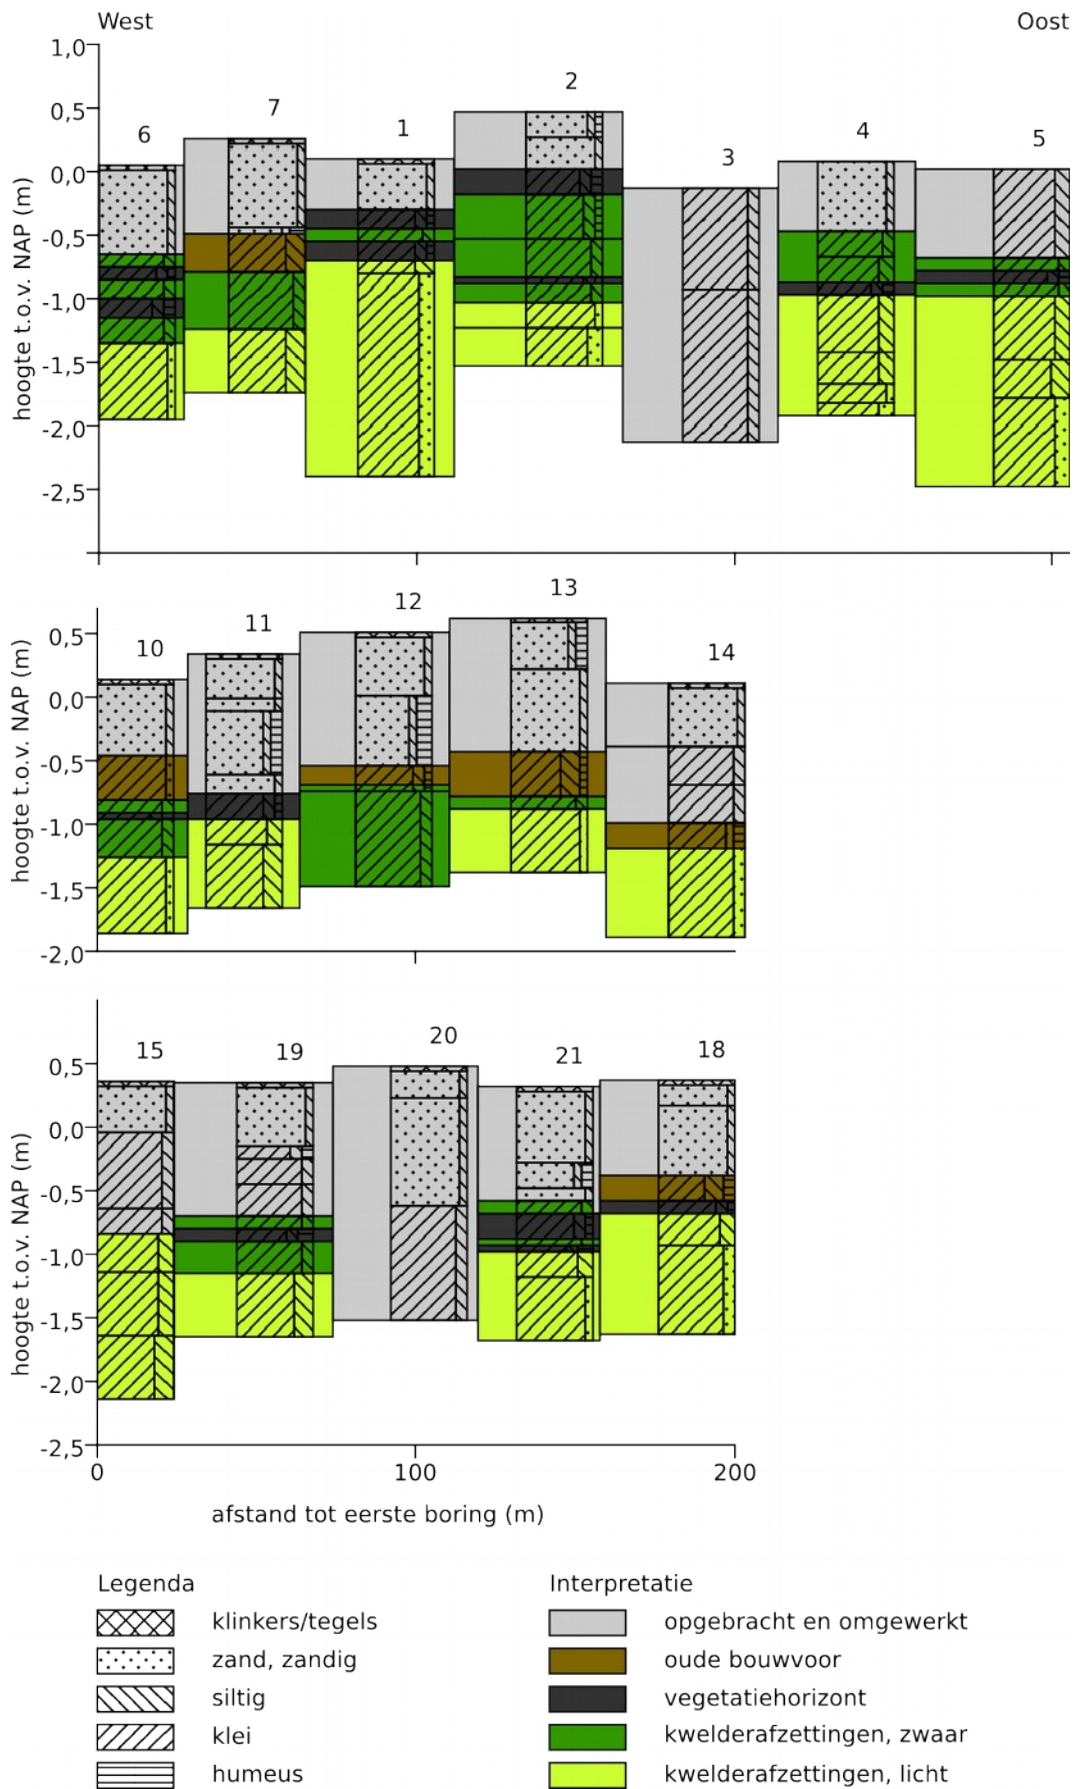 West Oost
1,0
0,5
0,0
-0,5
-1,0
-1,5
-2,0
-2,5
hoogte t.o.v. NAP (m)
6 7 1 2 3 4 5
0,5
0,0
-0,5
-1,0
-1,5
-2,0
hoogte t.o.v. NAP (m)
10 11 12 13 14
0,5
0,0
-0,5
-1,0
-1,5
-2,0
-2,5
hoogte t.o.v. NAP (m)
15 19 20 21 18
0 100 200
afstand tot eerste boring (m)
Legenda
klinkers/tegels
zand, zandig
siltig
klei
humeus
Interpretatie
opgebracht en omgewerkt
oude bouwvoor
vegetatiehorizont
kwelderafzettingen, zwaar
kwelderafzettingen, licht